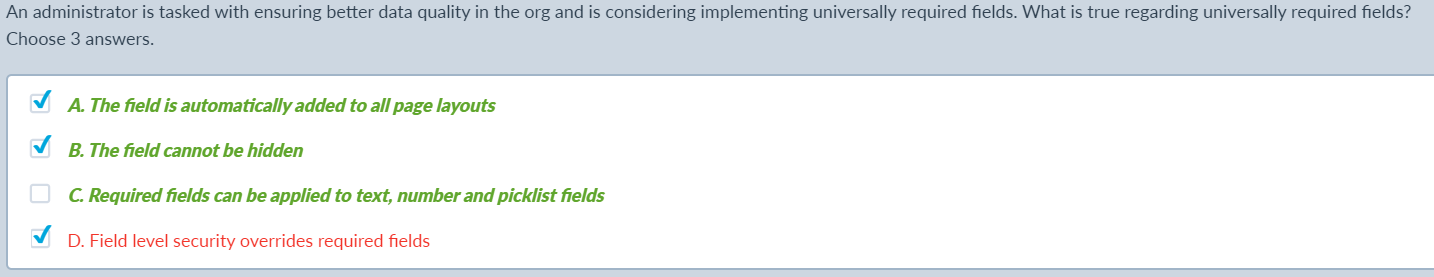 An administrator is tasked with ensuring better data quality in the org and is considering implementing universally required fields. What is true regarding universally required fields?
Choose 3 answers.
A. The field is automatically added to all page layouts
B. The field cannot be hidden
C. Required fields can be applied to text, number and picklist fields
D. Field level security overrides required fields